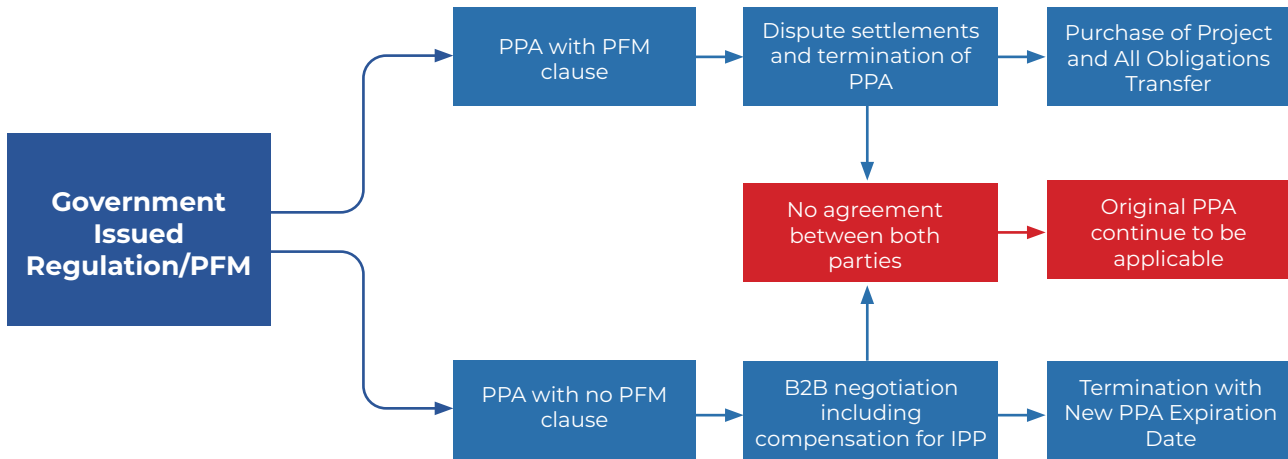 Government
Issued
Regulation/PFM
PPA with PFM
clause
Dispute settlements
and termination of
PPA
Purchase of Project
and All Obligations
Transfer
No agreement
between both
parties
Original PPA
continue to be
applicable
PPA with no PFM
clause
B2B negotiation
including
compensation for IPP
Termination with
New PPA Expiration
Date